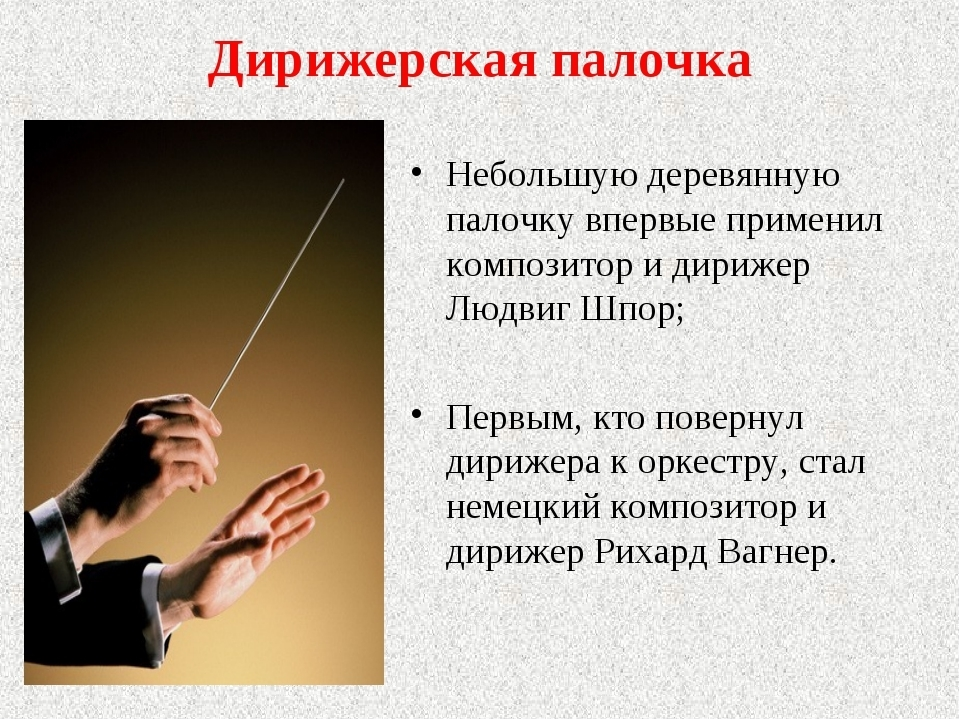 Дирижерская палочка
• Небольшую деревянную
палочку впервые применил
композитор и дирижер
Людвиг Шпор;
• Первым, кто повернул
дирижера к оркестру, стал
немецкий композитор и
дирижер Рихард Вагнер.